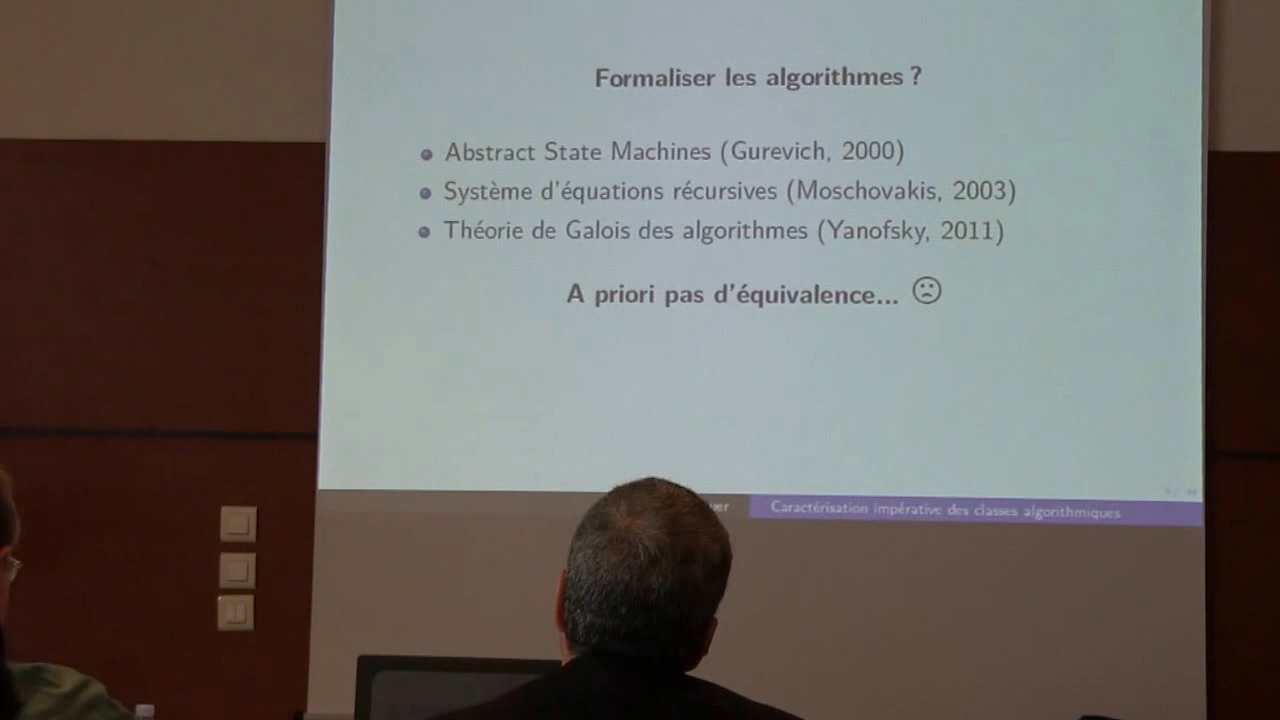 Formaliser les algorithmes ?
Abstract State Machines (Gurevich, 2000)
Système d'équations récursives (Moschovakis, 2003)
Théorie de Galois des algorithmes (Yanofsky, 2011)
A priori pas d'équivalence...
Caractérisation impérative des classes algorithmiques